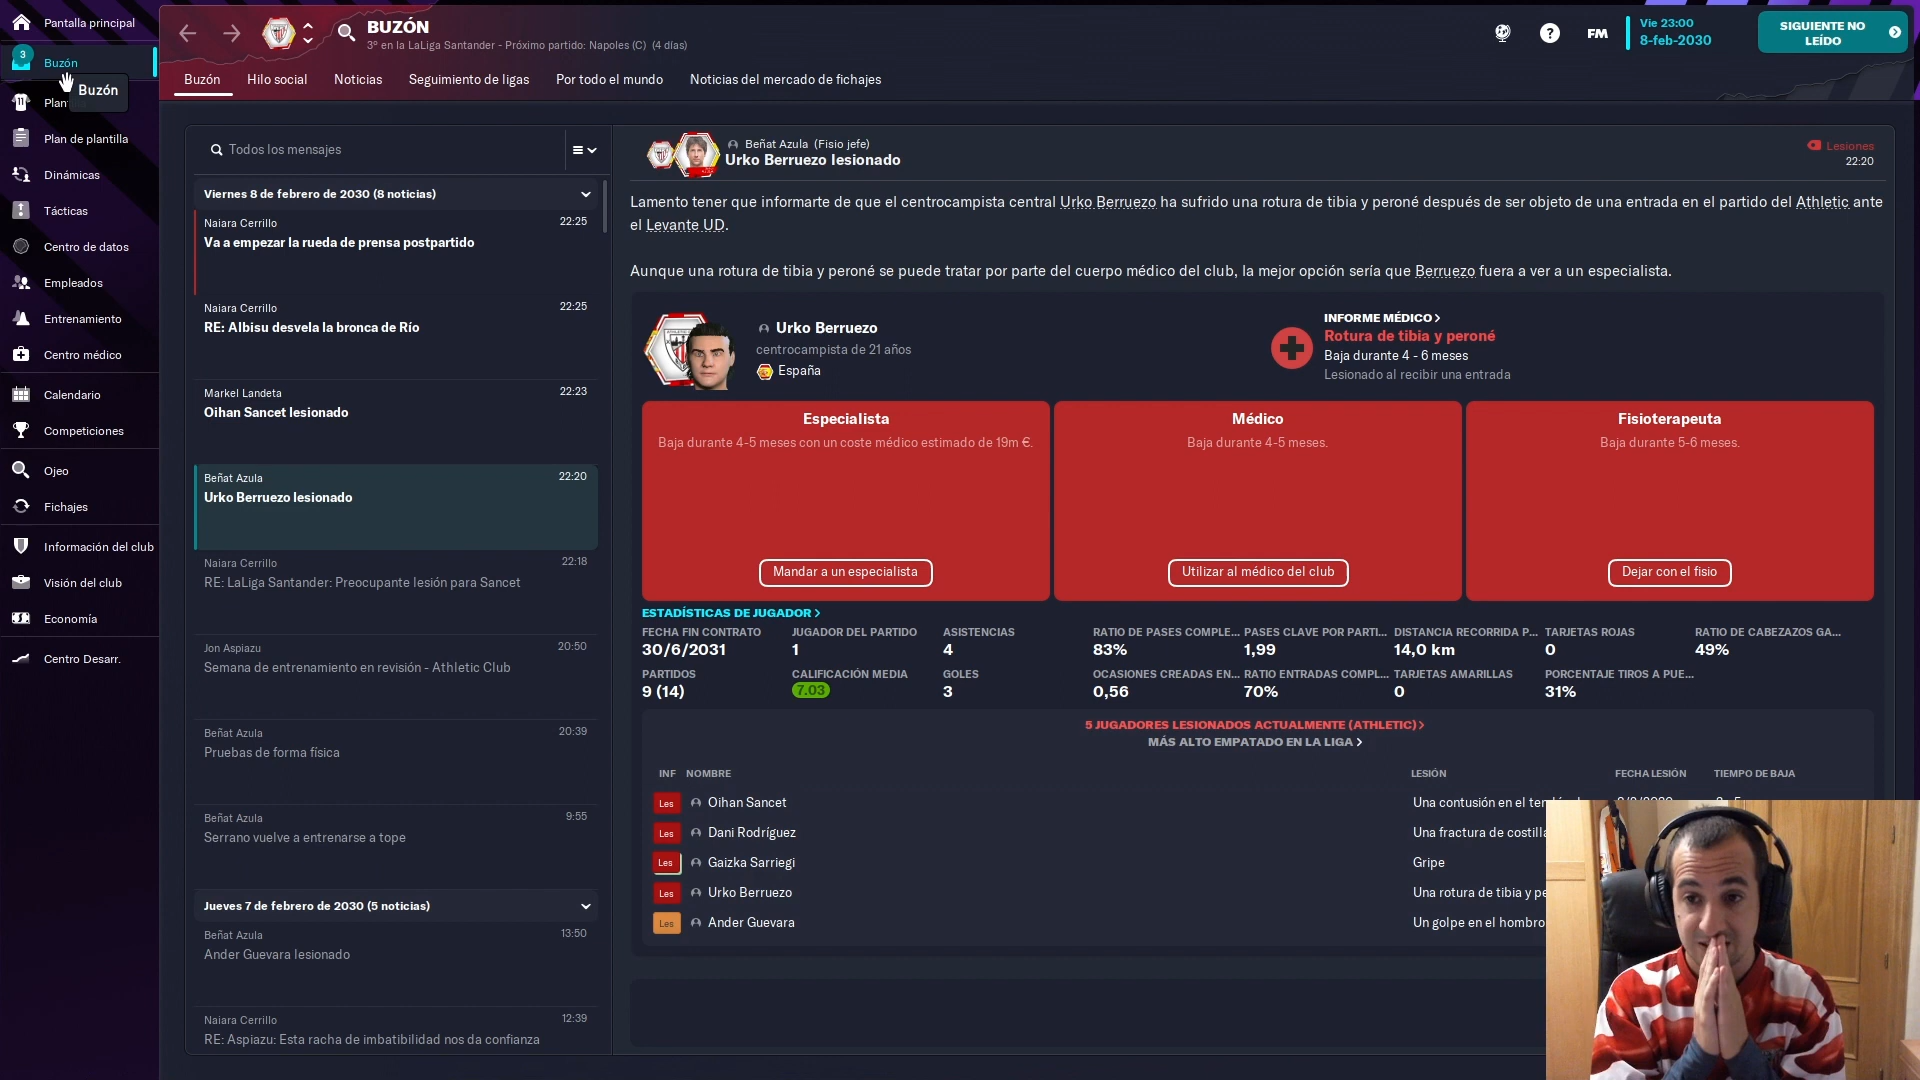 Pantalla principal
3
Buzón
Buzón
Plan de plantilla
Dinámicas
Tácticas
Centro de datos
Empleados
Entrenamiento
Centro médico
Calendario
Competiciones
Ojeo
Fichajes
Información del club
Visión del club
Economía
Centro Desarr.
BUZÓN
3º en la LaLiga Santander - Próximo partido: Napoles (C) (4 días)
FM
Vie 23:00
8-feb-2030
SIGUIENTE NO LEÍDO
Buzón
Hilo social
Noticias
Seguimiento de ligas
Por todo el mundo
Noticias del mercado de fichajes
Todos los mensajes
Viernes 8 de febrero de 2030 (8 noticias)
Naiara Cerrillo 22:25
Va a empezar la rueda de prensa postpartido
Naiara Cerrillo 22:25
RE: Albisu desvela la bronca de Río
Markel Landeta 22:23
Oihan Sancet lesionado
Beñat Azula 22:20
Urko Berruezo lesionado
Naiara Cerrillo 22:18
RE: LaLiga Santander: Preocupante lesión para Sancet
Jon Aspiazu 20:50
Semana de entrenamiento en revisión - Athletic Club
Beñat Azula 20:39
Pruebas de forma física
Beñat Azula 9:55
Serrano vuelve a entrenarse a tope
Jueves 7 de febrero de 2030 (5 noticias)
Beñat Azula 13:50
Ander Guevara lesionado
Naiara Cerrillo 12:39
RE: Aspiazu: Esta racha de imbatibilidad nos da confianza
Beñat Azula (Fisio jefe)
Urko Berruezo lesionado
Lesiones
22:20
Lamento tener que informarte de que el centrocampista central Urko Berruezo ha sufrido una rotura de tibia y peroné después de ser objeto de una entrada en el partido del Athletic ante
el Levante UD.
Aunque una rotura de tibia y peroné se puede tratar por parte del cuerpo médico del club, la mejor opción sería que Berruezo fuera a ver a un especialista.
Urko Berruezo
centrocampista de 21 años
España
INFORME MÉDICO
Rotura de tibia y peroné
Baja durante 4 - 6 meses
Lesionado al recibir una entrada
Especialista
Baja durante 4-5 meses con un coste médico estimado de 19m €.
Mandar a un especialista
Médico
Baja durante 4-5 meses.
Utilizar al médico del club
Fisioterapeuta
Baja durante 5-6 meses.
Dejar con el fisio
ESTADÍSTICAS DE JUGADOR
FECHA FIN CONTRATO JUGADOR DEL PARTIDO ASISTENCIAS RATIO DE PASES COMPLE... PASES CLAVE POR PARTI... DISTANCIA RECORRIDA P... TARJETAS ROJAS RATIO DE CABEZAZOS GA...
30/6/2031 1 4 83% 1,99 14,0 km 0 49%
PARTIDOS CALIFICACIÓN MEDIA GOLES OCASIONES CREADAS EN... RATIO ENTRADAS COMPL... TARJETAS AMARILLAS PORCENTAJE TIROS A PUE...
9 (14) 7.03 3 0,56 70% 0 31%
5 JUGADORES LESIONADOS ACTUALMENTE (ATHLETIC)
MÁS ALTO EMPATADO EN LA LIGA
INF NOMBRE LESIÓN FECHA LESIÓN TIEMPO DE BAJA
Les Oihan Sancet Una contusión en el
Les Dani Rodríguez Una fractura de costilla
Les Gaizka Sarriegi Gripe
Les Urko Berruezo Una rotura de tibia y
Les Ander Guevara Un golpe en el hombro